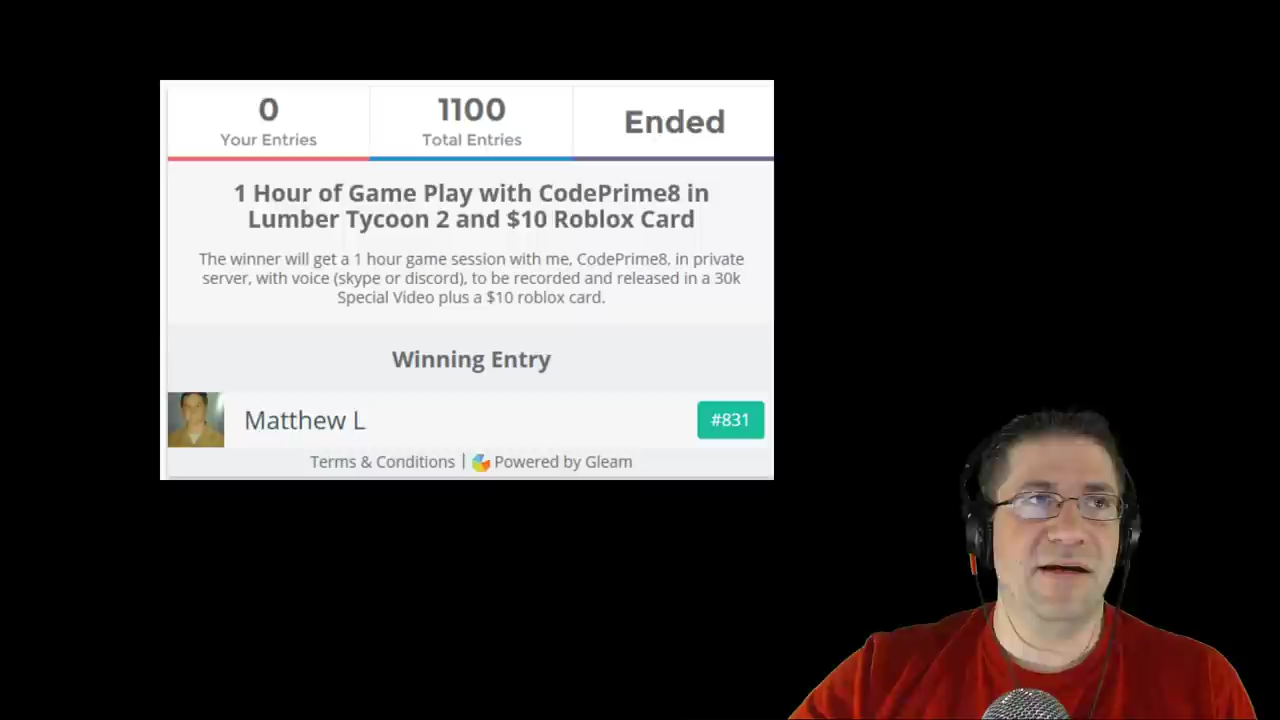 0
Your Entries
1100
Total Entries
Ended
1 Hour of Game Play with CodePrime8 in
Lumber Tycoon 2 and $10 Roblox Card
The winner will get a 1 hour game session with me, CodePrime8, in private
server, with voice (skype or discord), to be recorded and released in a 30k
Special Video plus a $10 roblox card.
Winning Entry
Matthew L
#831
Terms & Conditions | Powered by Gleam